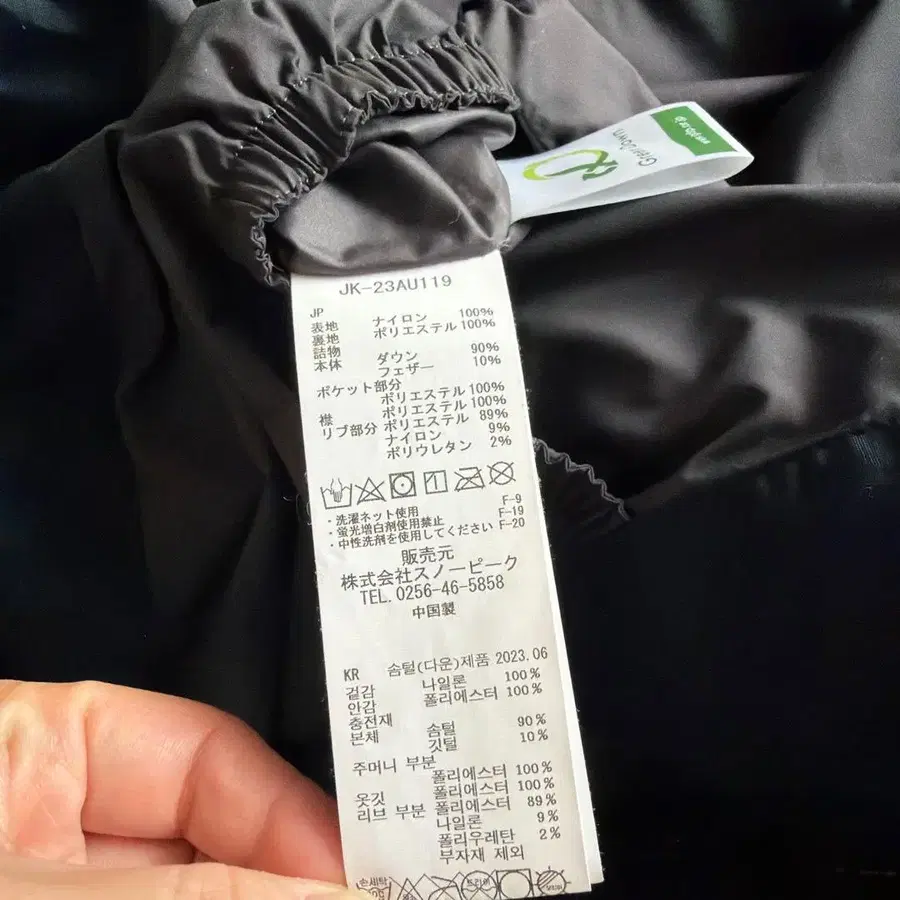 Green Down
JK-23AU119
JP
表地 ナイロン 100%
裏地 ポリエステル 100%
詰物
本体 ダウン 90%
フェザー 10%
ポケット部分
ポリエステル 100%
襟 ポリエステル 100%
リブ部分 ポリエステル 89%
ナイロン 9%
ポリウレタン 2%
・洗濯ネット使用 F-9
・蛍光増白剤使用禁止 F-19
・中性洗剤を使用してください F-20
販売元
株式会社スノーピーク
TEL. 0256-46-5858
中国製
KR 솜털(다운)제품 2023.06
겉감 나일론 100%
안감 폴리에스터 100%
충전재
본체 솜털 90%
깃털 10%
주머니 부분
폴리에스터 100%
옷깃 폴리에스터 100%
리브 부분 폴리에스터 89%
나일론 9%
폴리우레탄 2%
부자재 제외
손세탁 드라이